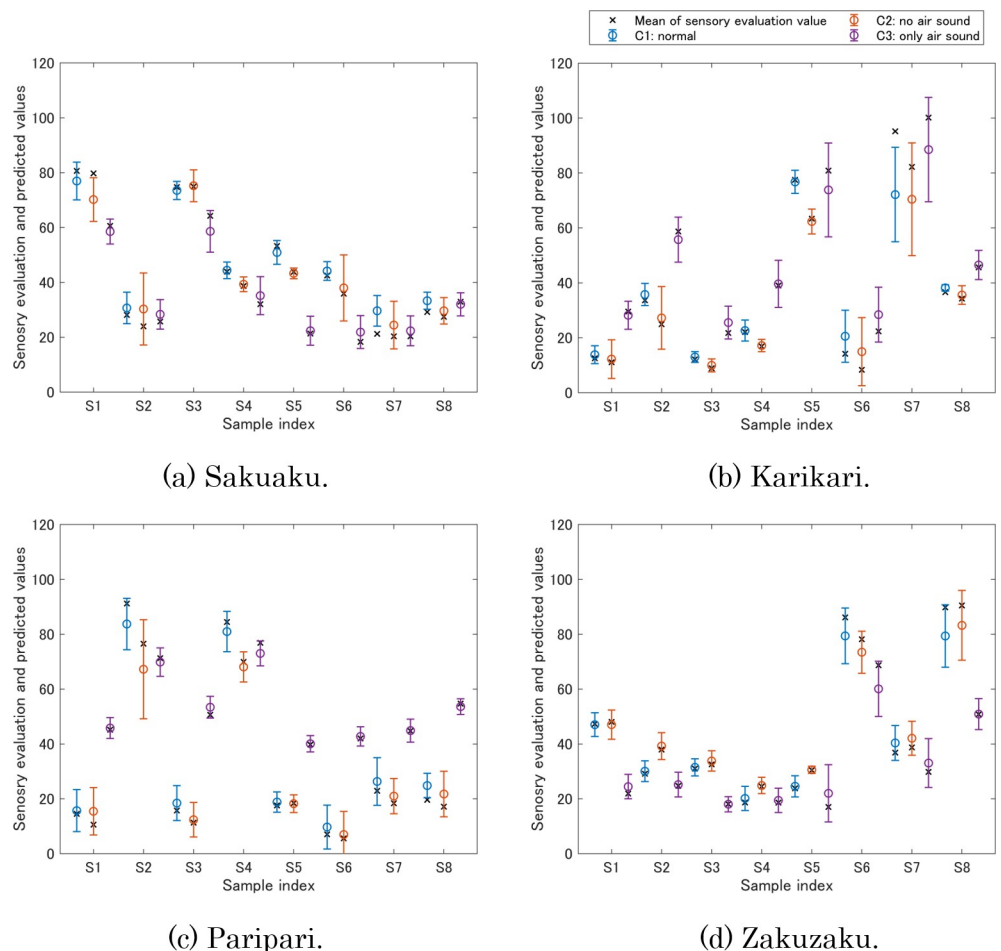 × Mean of sensory evaluation value
C1: normal
C2: no air sound
C3: only air sound
120
100
80
60
40
20
0
Senosry evaluation and predicted values
S1 S2 S3 S4 S5 S6 S7 S8
Sample index
(a) Sakuaku.
120
100
80
60
40
20
0
Senosry evaluation and predicted values
S1 S2 S3 S4 S5 S6 S7 S8
Sample index
(b) Karikari.
120
100
80
60
40
20
0
Senosry evaluation and predicted values
S1 S2 S3 S4 S5 S6 S7 S8
Sample index
(c) Paripari.
120
100
80
60
40
20
0
Senosry evaluation and predicted values
S1 S2 S3 S4 S5 S6 S7 S8
Sample index
(d) Zakuzaku.